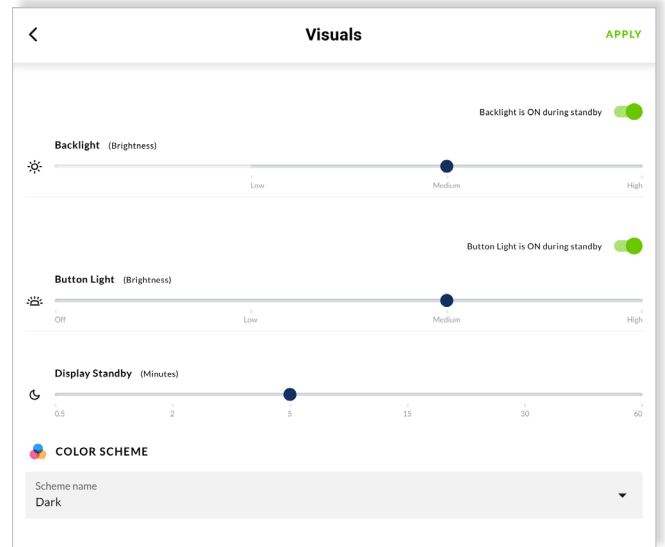 Visuals
APPLY
Backlight is ON during standby
Backlight (Brightness)
Low Medium High
Button Light is ON during standby
Button Light (Brightness)
Off Low Medium High
Display Standby (Minutes)
0.5 2 5 15 30 60
COLOR SCHEME
Scheme name
Dark